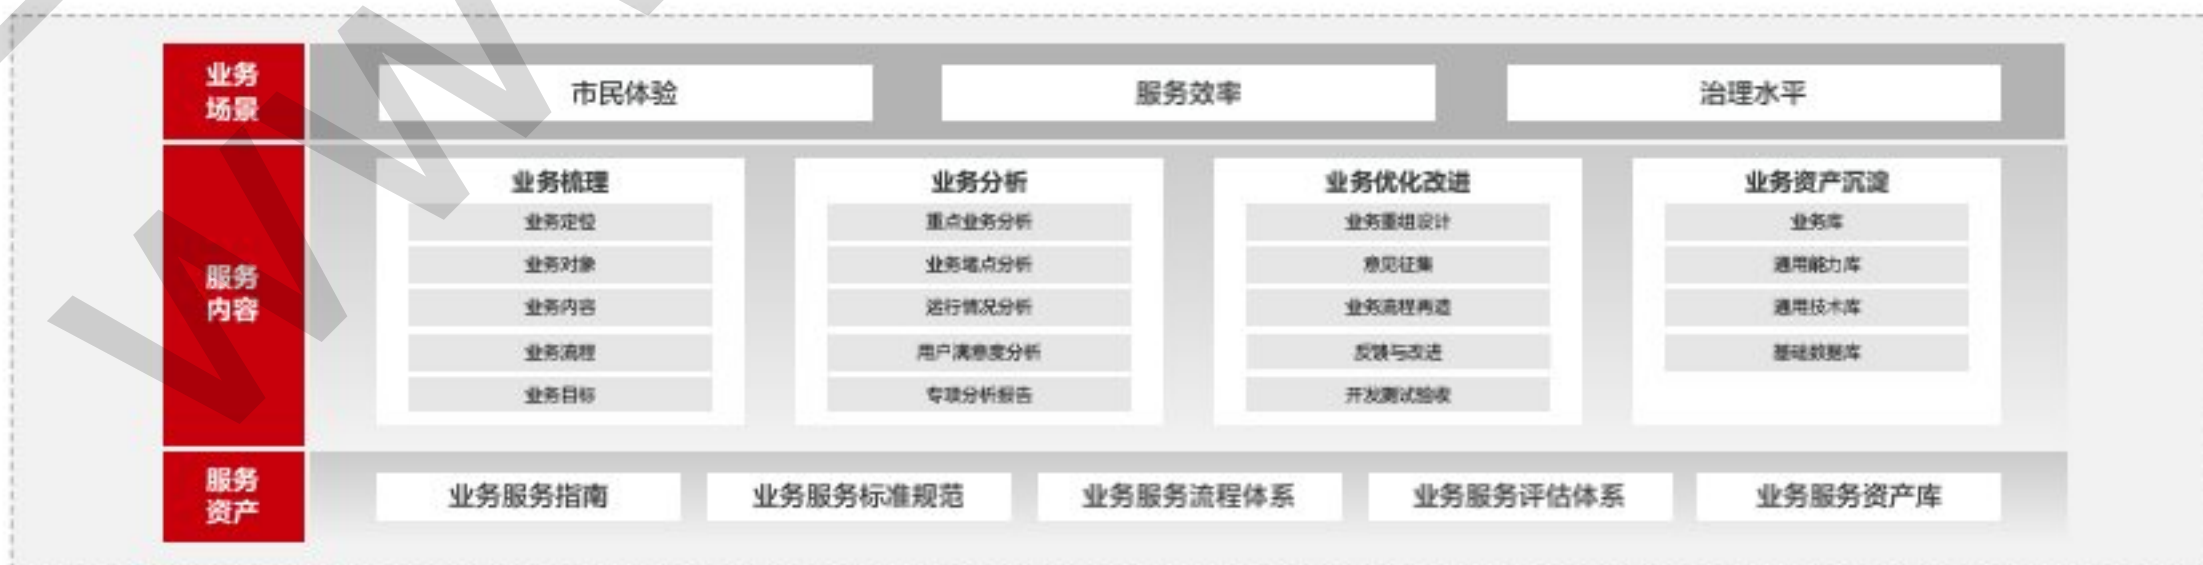 业务
场景
市民体验
服务效率
治理水平
服务
内容
业务梳理
业务定位
业务对象
业务内容
业务流程
业务目标
业务分析
重点业务分析
业务堵点分析
运行情况分析
用户满意度分析
专项分析报告
业务优化改进
业务重组设计
意见征集
业务流程再造
反馈与改进
开发测试验收
业务资产沉淀
业务库
通用能力库
通用技术库
基础数据库
服务
资产
业务服务指南
业务服务标准规范
业务服务流程体系
业务服务评估体系
业务服务资产库